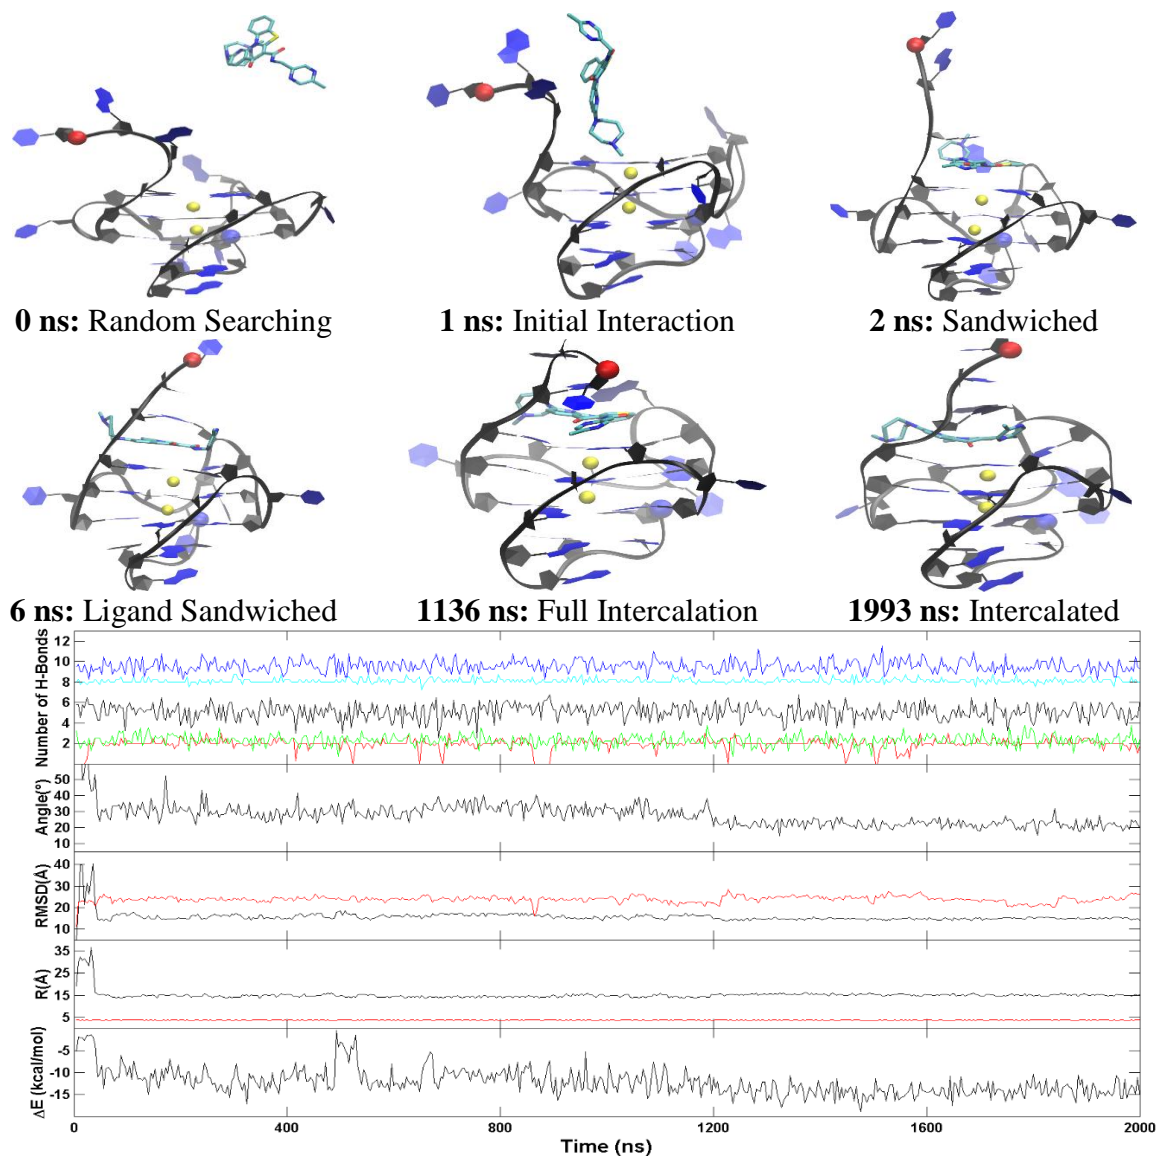 0 ns: Random Searching
1 ns: Initial Interaction
2 ns: Sandwiched
6 ns: Ligand Sandwiched
1136 ns: Full Intercalation
1993 ns: Intercalated
Number of H-Bonds
12
10
8
6
4
2
Angle(°)
50
40
30
20
10
RMSD(Å)
40
30
20
10
R(Å)
35
25
15
5
ΔE (kcal/mol)
-5
-10
-15
0
400
800
1200
1600
2000
Time (ns)